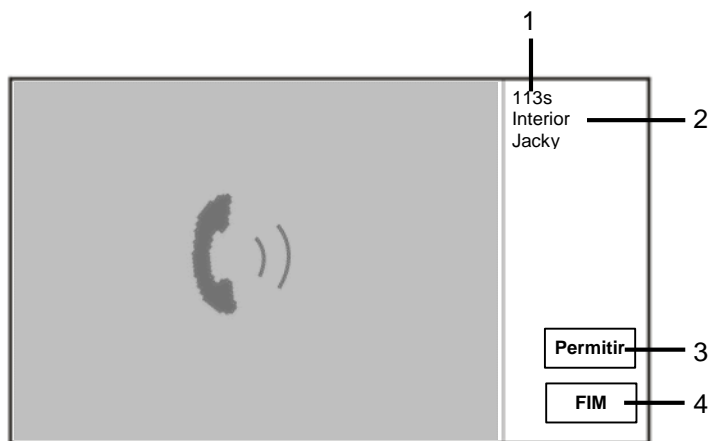 1
113s
Interior
2
Jacky
Permitir
3
FIM
4